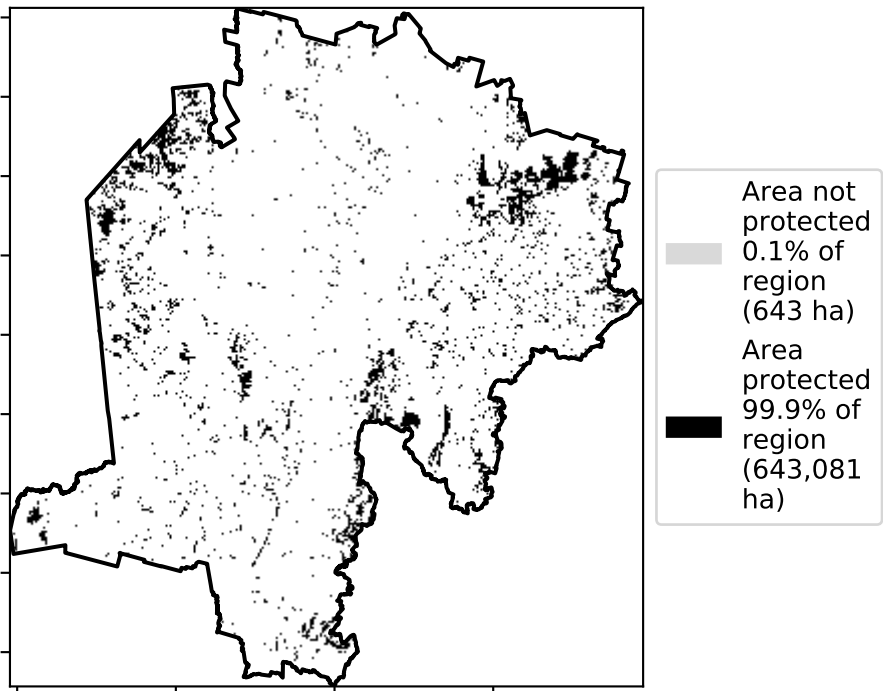 Area not
protected
0.1% of
region
(643 ha)
Area
protected
99.9% of
region
(643,081
ha)